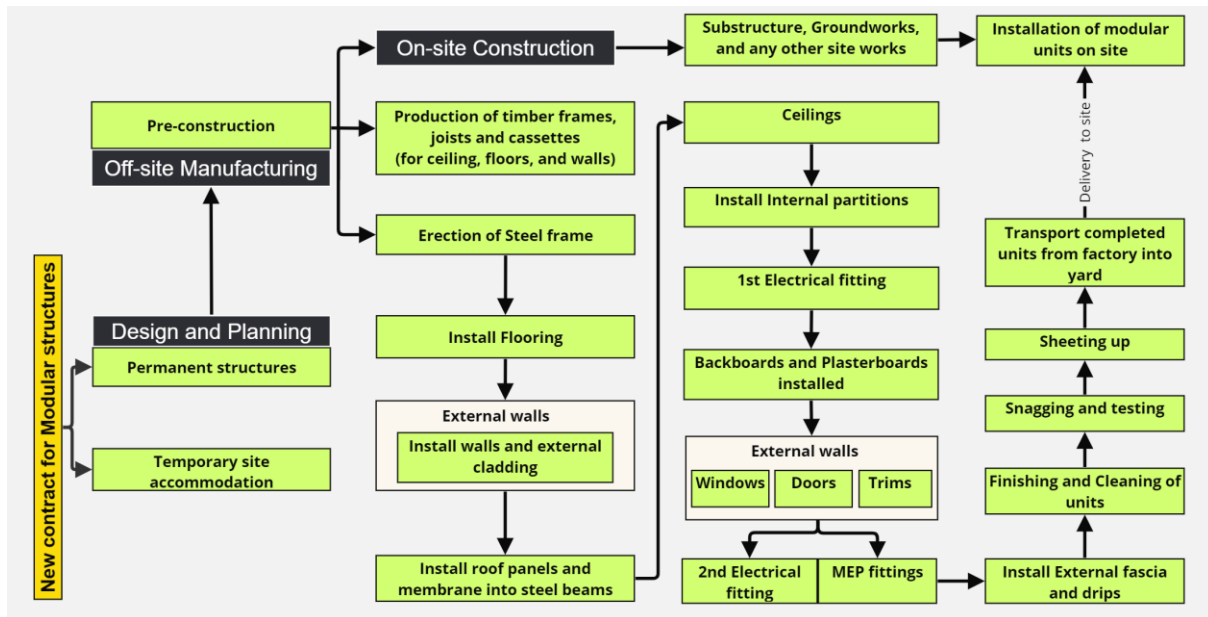 New contract for Modular structures
Design and Planning
Permanent structures
Temporary site
accommodation
Pre-construction
Off-site Manufacturing
On-site Construction
Production of timber frames,
joists and cassettes
(for ceiling, floors, and walls)
Erection of Steel frame
Install Flooring
External walls
Install walls and external
cladding
Install roof panels and
membrane into steel beams
Substructure, Groundworks,
and any other site works
Ceilings
Install Internal partitions
1st Electrical fitting
Backboards and Plasterboards
installed
External walls
Windows
Doors
Trims
2nd Electrical
fitting
MEP fittings
Installation of modular
units on site
Delivery to site
Transport completed
units from factory into
yard
Sheeting up
Snagging and testing
Finishing and Cleaning of
units
Install External fascia
and drips